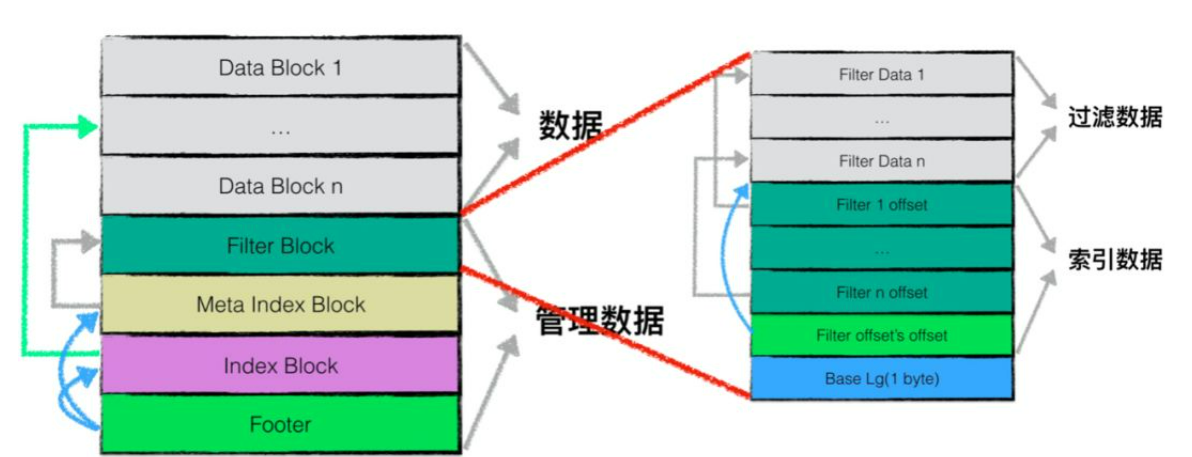 Data Block 1
...
Data Block n
Filter Block
Meta Index Block
Index Block
Footer
数据
管理数据
Filter Data 1
...
Filter Data n
Filter 1 offset
...
Filter n offset
Filter offset's offset
Base Lg(1 byte)
过滤数据
索引数据